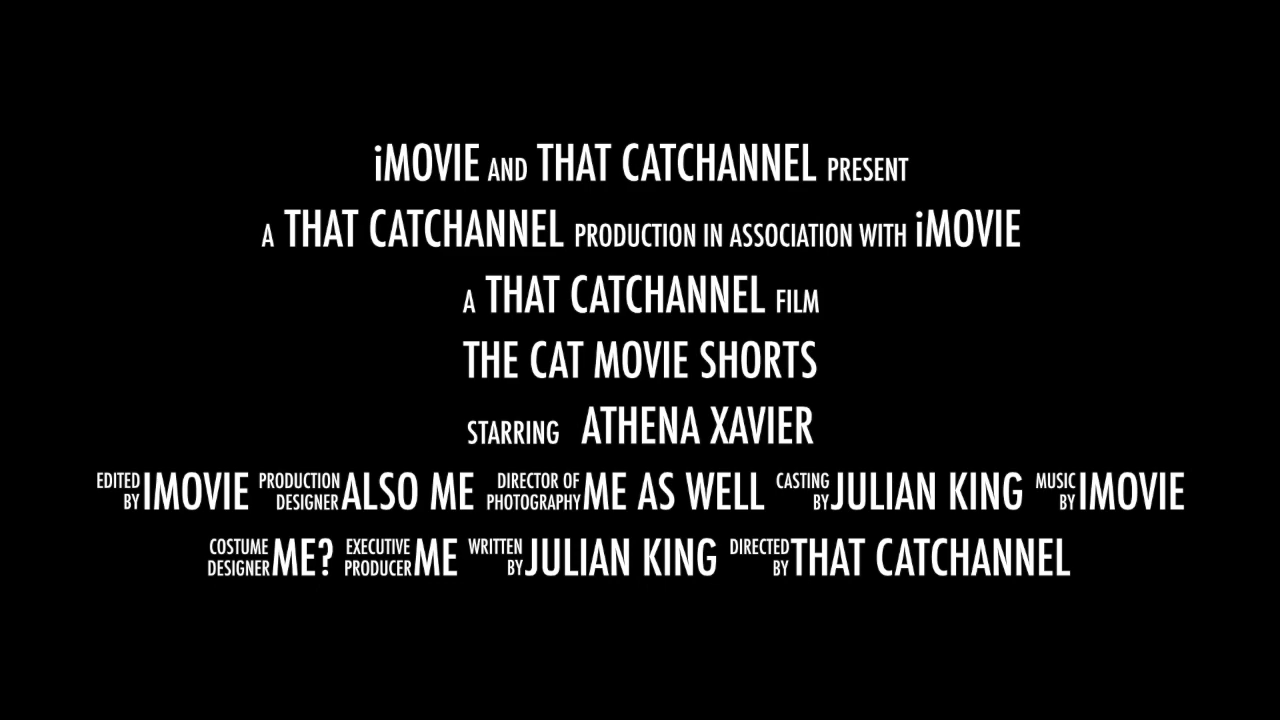 iMOVIE AND THAT CATCHANNEL PRESENT
A THAT CATCHANNEL PRODUCTION IN ASSOCIATION WITH iMOVIE
A THAT CATCHANNEL FILM
THE CAT MOVIE SHORTS
STARRING ATHENA XAVIER
EDITED BY IMOVIE PRODUCTION DESIGNER ALSO ME DIRECTOR OF PHOTOGRAPHY ME AS WELL CASTING BY JULIAN KING MUSIC BY IMOVIE
COSTUME DESIGNER ME? EXECUTIVE PRODUCER ME WRITTEN BY JULIAN KING DIRECTED BY THAT CATCHANNEL